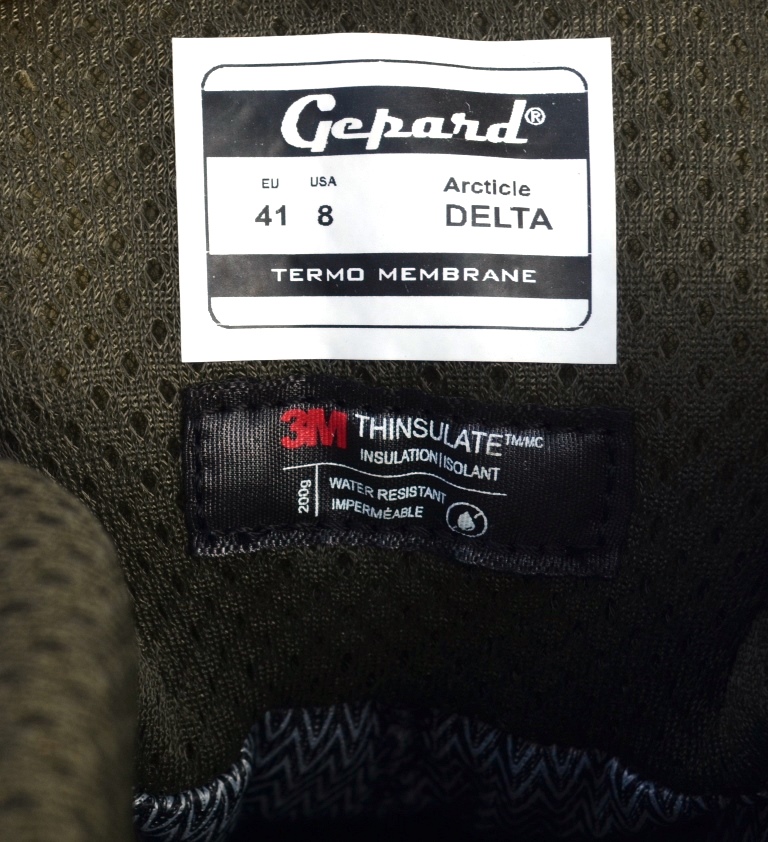 Gepard®
EU USA
41 8
Arcticle
DELTA
TERMO MEMBRANE
3M THINSULATE™/MC
INSULATION|ISOLANT
200g
WATER RESISTANT
IMPERMÉABLE